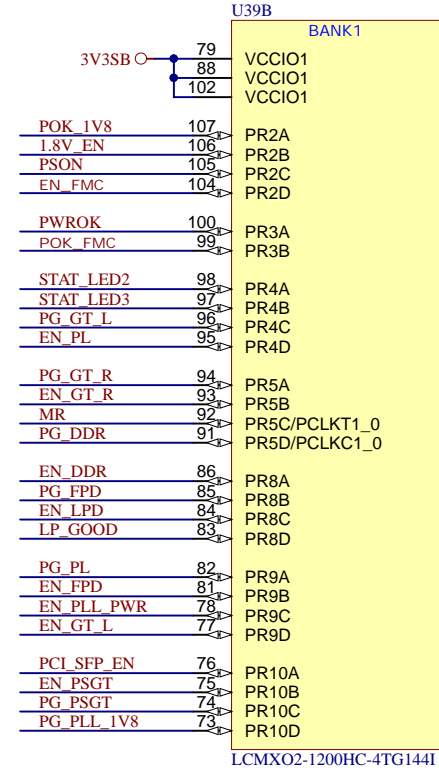 U39B
BANK1
3V3SB 79 VCCIO1
88 VCCIO1
102 VCCIO1
POK_1V8 107 PR2A
1.8V_EN 106 PR2B
PSON 105 PR2C
EN_FMC 104 PR2D
PWROK 100 PR3A
POK_FMC 99 PR3B
STAT_LED2 98 PR4A
STAT_LED3 97 PR4B
PG_GT_L 96 PR4C
EN_PL 95 PR4D
PG_GT_R 94 PR5A
EN_GT_R 93 PR5B
MR 92 PR5C/PCLKT1_0
PG_DDR 91 PR5D/PCLKC1_0
EN_DDR 86 PR8A
PG_FPD 85 PR8B
EN_LPD 84 PR8C
LP_GOOD 83 PR8D
PG_PL 82 PR9A
EN_FPD 81 PR9B
EN_PLL_PWR 78 PR9C
EN_GT_L 77 PR9D
PCI_SFP_EN 76 PR10A
EN_PSGT 75 PR10B
PG_PSGT 74 PR10C
PG_PLL_1V8 73 PR10D
LCMXO2-1200HC-4TG144I